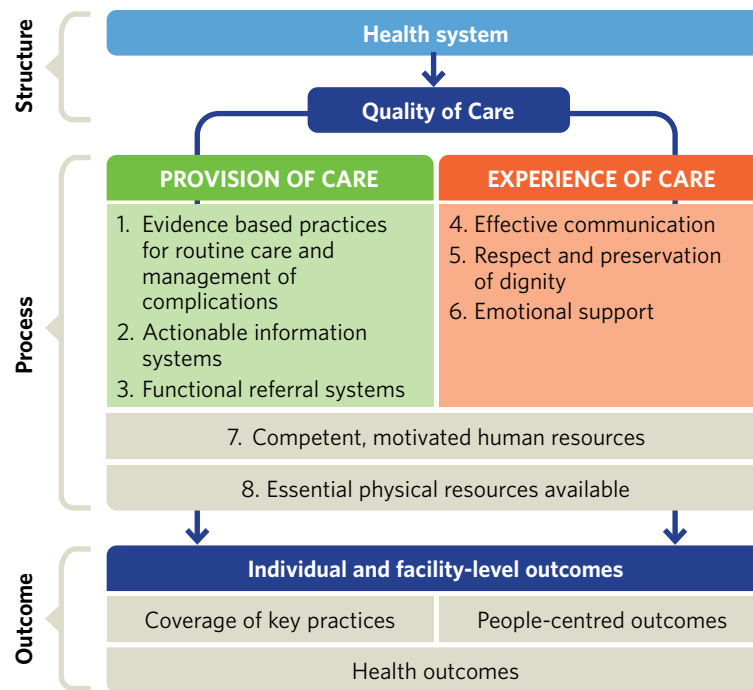 Structure
Health system
Quality of Care
Process
PROVISION OF CARE
1. Evidence based practices
for routine care and
management of
complications
2. Actionable information
systems
3. Functional referral systems
EXPERIENCE OF CARE
4. Effective communication
5. Respect and preservation
of dignity
6. Emotional support
7. Competent, motivated human resources
8. Essential physical resources available
Outcome
Individual and facility-level outcomes
Coverage of key practices
People-centred outcomes
Health outcomes